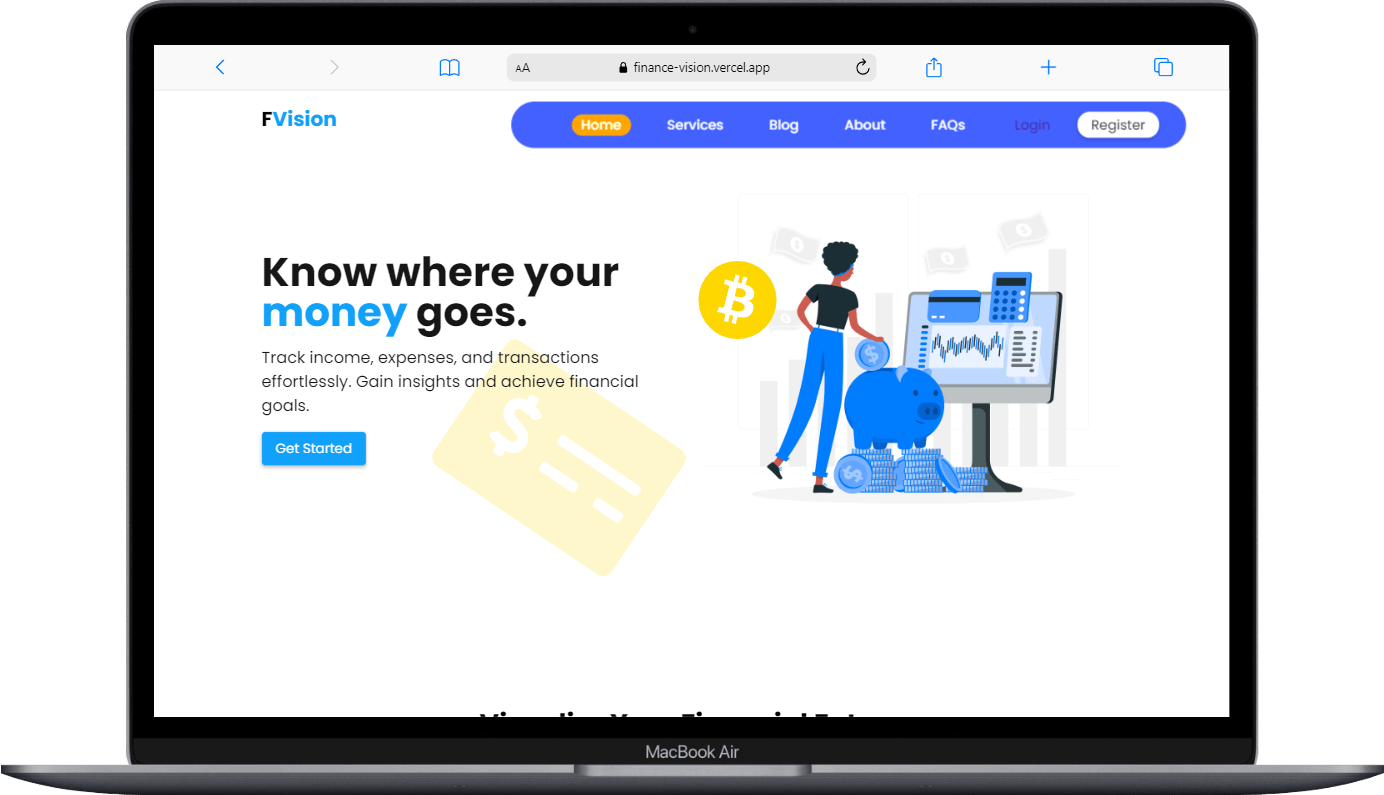 AA finance-vision.vercel.app
FVision
Home Services Blog About FAQs Login Register
Know where your
money goes.
Track income, expenses, and transactions
effortlessly. Gain insights and achieve financial
goals.
Get Started
MacBook Air